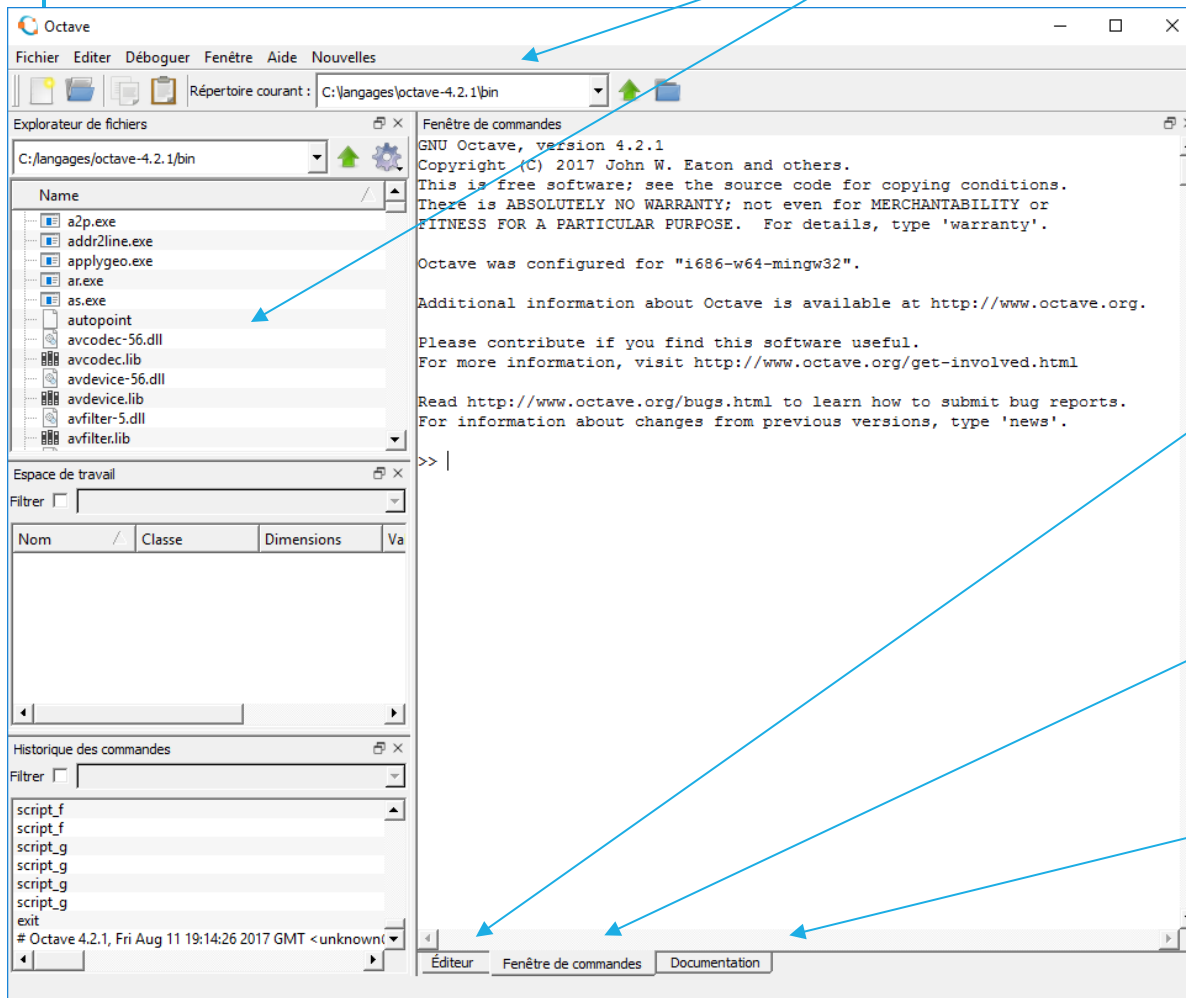 Octave
Fichier Editer Déboguer Fenêtre Aide Nouvelles
Répertoire courant : C:\langages\octave-4.2.1\bin
Explorateur de fichiers
C:/langages/octave-4.2.1/bin
Name
a2p.exe
addr2line.exe
applygeo.exe
ar.exe
as.exe
autopoint
avcodec-56.dll
avcodec.lib
avdevice-56.dll
avdevice.lib
avfilter-5.dll
avfilter.lib
Espace de travail
Filtrer
Nom Classe Dimensions Va
Historique des commandes
Filtrer
script_f
script_f
script_g
script_g
script_g
script_g
exit
# Octave 4.2.1, Fri Aug 11 19:14:26 2017 GMT <unknown(
Fenêtre de commandes
GNU Octave, version 4.2.1
Copyright (C) 2017 John W. Eaton and others.
This is free software; see the source code for copying conditions.
There is ABSOLUTELY NO WARRANTY; not even for MERCHANTABILITY or
FITNESS FOR A PARTICULAR PURPOSE.  For details, type 'warranty'.
Octave was configured for "i686-w64-mingw32".
Additional information about Octave is available at http://www.octave.org.
Please contribute if you find this software useful.
For more information, visit http://www.octave.org/get-involved.html
Read http://www.octave.org/bugs.html to learn how to submit bug reports.
For information about changes from previous versions, type 'news'.
>>
Éditeur Fenêtre de commandes Documentation